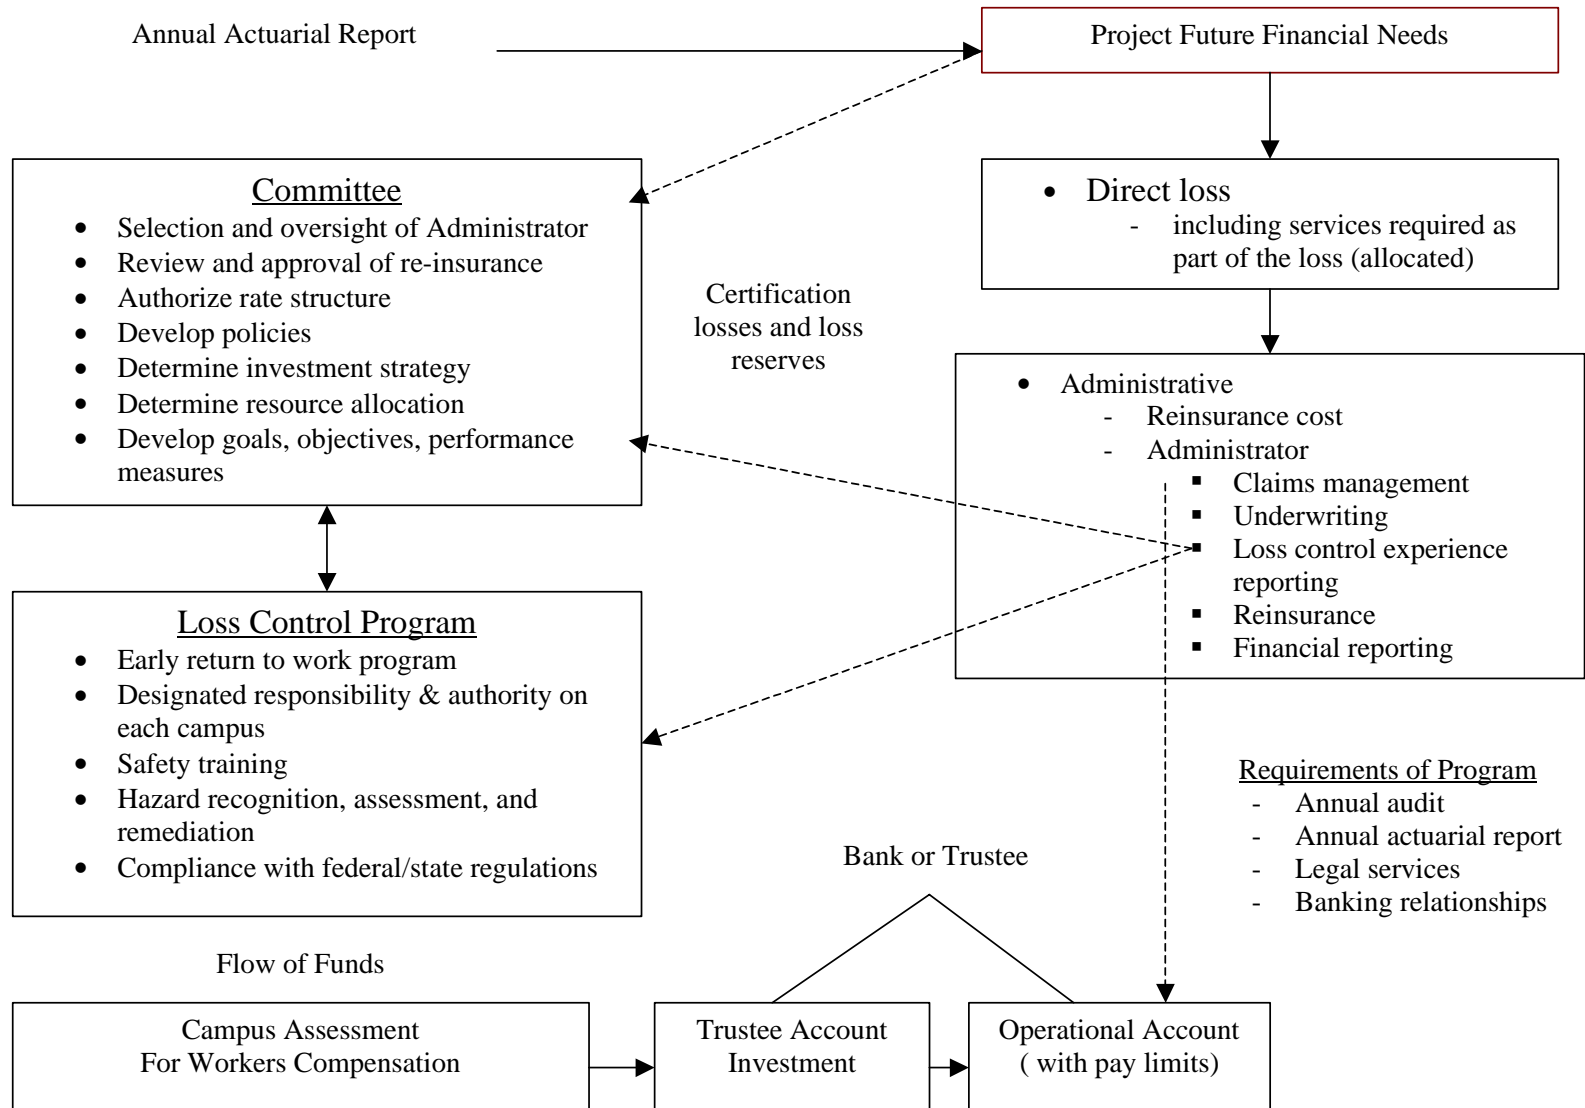 Annual Actuarial Report
Project Future Financial Needs
Committee
• Selection and oversight of Administrator
• Review and approval of re-insurance
• Authorize rate structure
• Develop policies
• Determine investment strategy
• Determine resource allocation
• Develop goals, objectives, performance
measures
Certification
losses and loss
reserves
• Direct loss
- including services required as
part of the loss (allocated)
• Administrative
- Reinsurance cost
- Administrator
▪ Claims management
▪ Underwriting
▪ Loss control experience
reporting
▪ Reinsurance
▪ Financial reporting
Loss Control Program
• Early return to work program
• Designated responsibility & authority on
each campus
• Safety training
• Hazard recognition, assessment, and
remediation
• Compliance with federal/state regulations
Requirements of Program
- Annual audit
- Annual actuarial report
- Legal services
- Banking relationships
Bank or Trustee
Flow of Funds
Campus Assessment
For Workers Compensation
Trustee Account
Investment
Operational Account
( with pay limits)